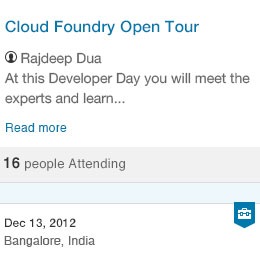 Cloud Foundry Open Tour
Rajdeep Dua
At this Developer Day you will meet the
experts and learn...
Read more
16 people Attending
Dec 13, 2012
Bangalore, India